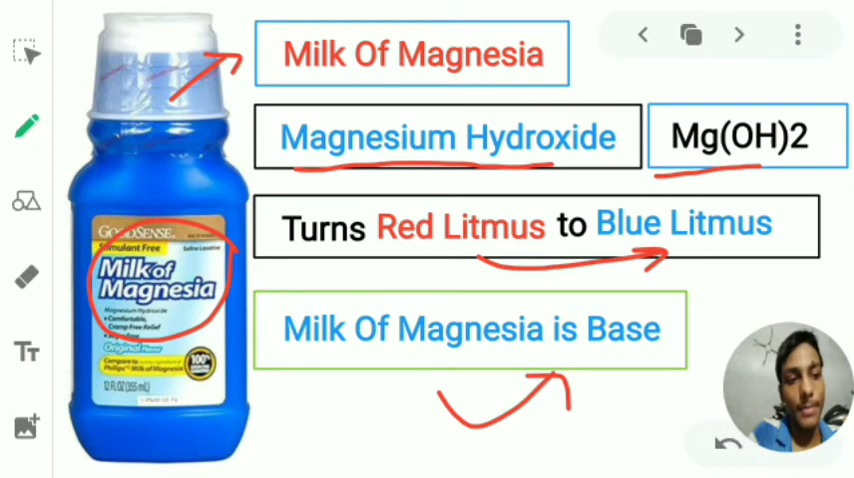 Milk Of Magnesia
Magnesium Hydroxide
Mg(OH)2
Turns Red Litmus to Blue Litmus
Milk Of Magnesia is Base
GOODSENSE
Stimulant Free
Saline Laxative
Milk of
Magnesia
Magnesium Hydroxide
• Comfortable,
Cramp Free Relief
Original Flavor
Compare to
Phillips' Milk of Magnesia
100%
12 FL OZ (355 mL)
TT